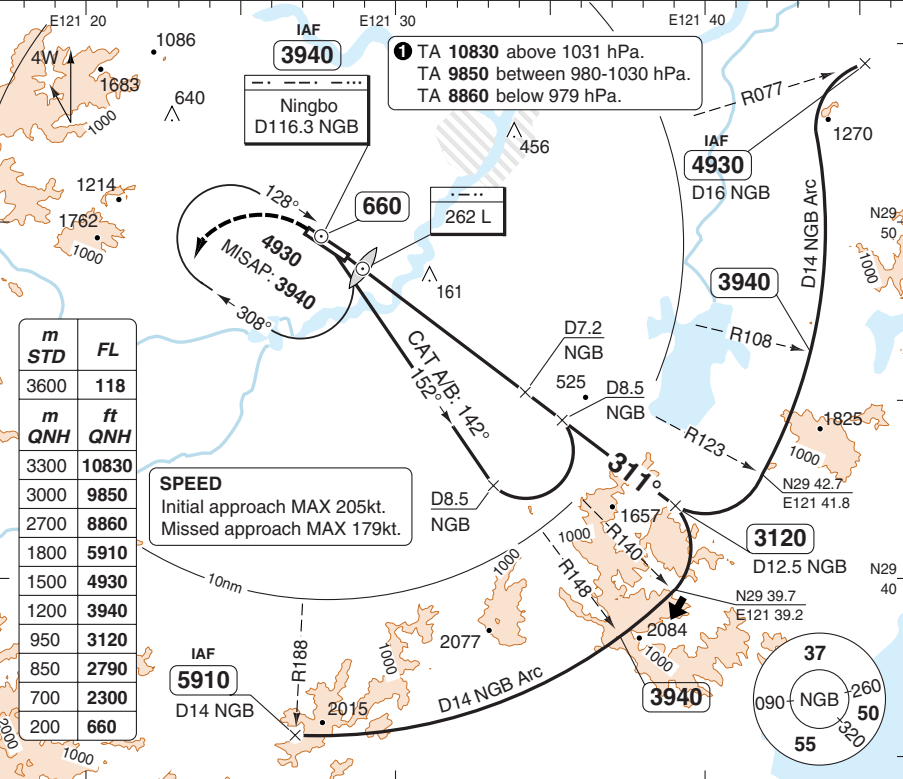 E121 20
E121 30
E121 40
4W
1086
1683
1000
640
IAF
3940
Ningbo
D116.3 NGB
1 TA 10830 above 1031 hPa.
TA 9850 between 980-1030 hPa.
TA 8860 below 979 hPa.
456
R077
1270
IAF
4930
D16 NGB
D14 NGB Arc
1214
1762
1000
128°
660
262 L
4930
MISAP: 3940
308°
161
N29
50
1000
3940
R108
m
STD
FL
3600
118
m
QNH
ft
QNH
3300
10830
3000
9850
2700
8860
1800
5910
1500
4930
1200
3940
950
3120
850
2790
700
2300
200
660
CAT A/B: 142°
152°
D7.2
NGB
525
D8.5
NGB
R123
1825
1000
N29 42.7
E121 41.8
SPEED
Initial approach MAX 205kt.
Missed approach MAX 179kt.
D8.5
NGB
311°
1657
1000
R140
3120
D12.5 NGB
10nm
1000
R148
N29 39.7
E121 39.2
N29
40
2084
1000
2077
R188
1000
IAF
5910
D14 NGB
2015
D14 NGB Arc
3940
37
090
NGB
260
50
320
55
2000
1000